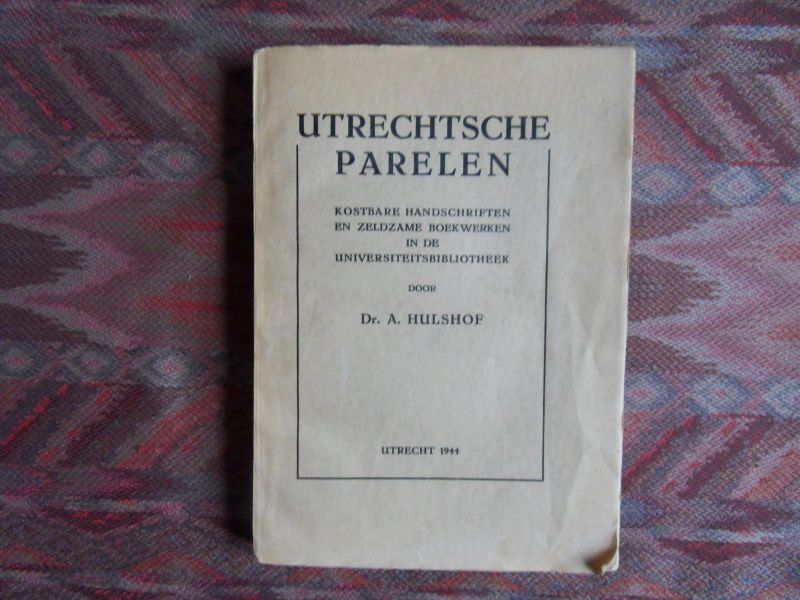 UTRECHTSCHE
PARELEN
KOSTBARE HANDSCHRIFTEN
EN ZELDZAME BOEKWERKEN
IN DE
UNIVERSITEITSBIBLIOTHEEK
DOOR
Dr. A. HULSHOF
UTRECHT 1944